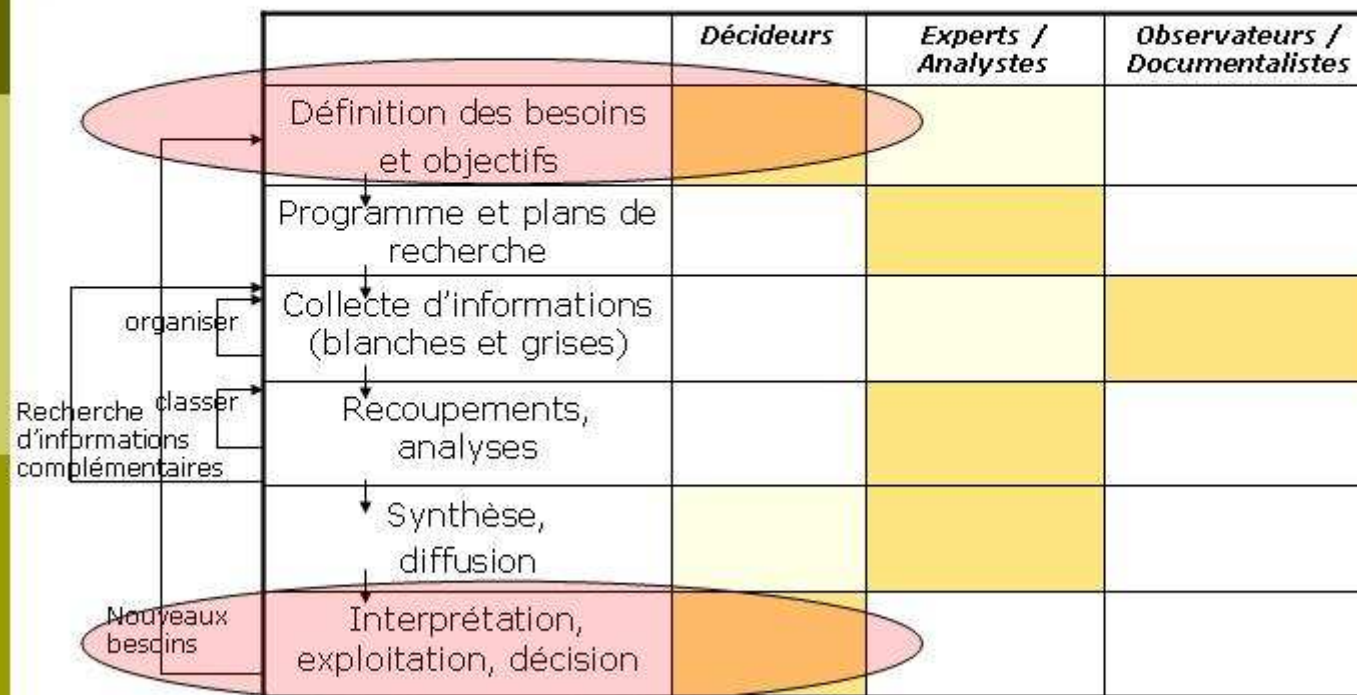 Décideurs
Experts /
Analystes
Observateurs /
Documentalistes
Définition des besoins
et objectifs
Programme et plans de
recherche
organiser
Collecte d'informations
(blanches et grises)
classer
Recherche
d'informations
complémentaires
Recoupements,
analyses
Synthèse,
diffusion
Nouveaux
besoins
Interprétation,
exploitation, décision